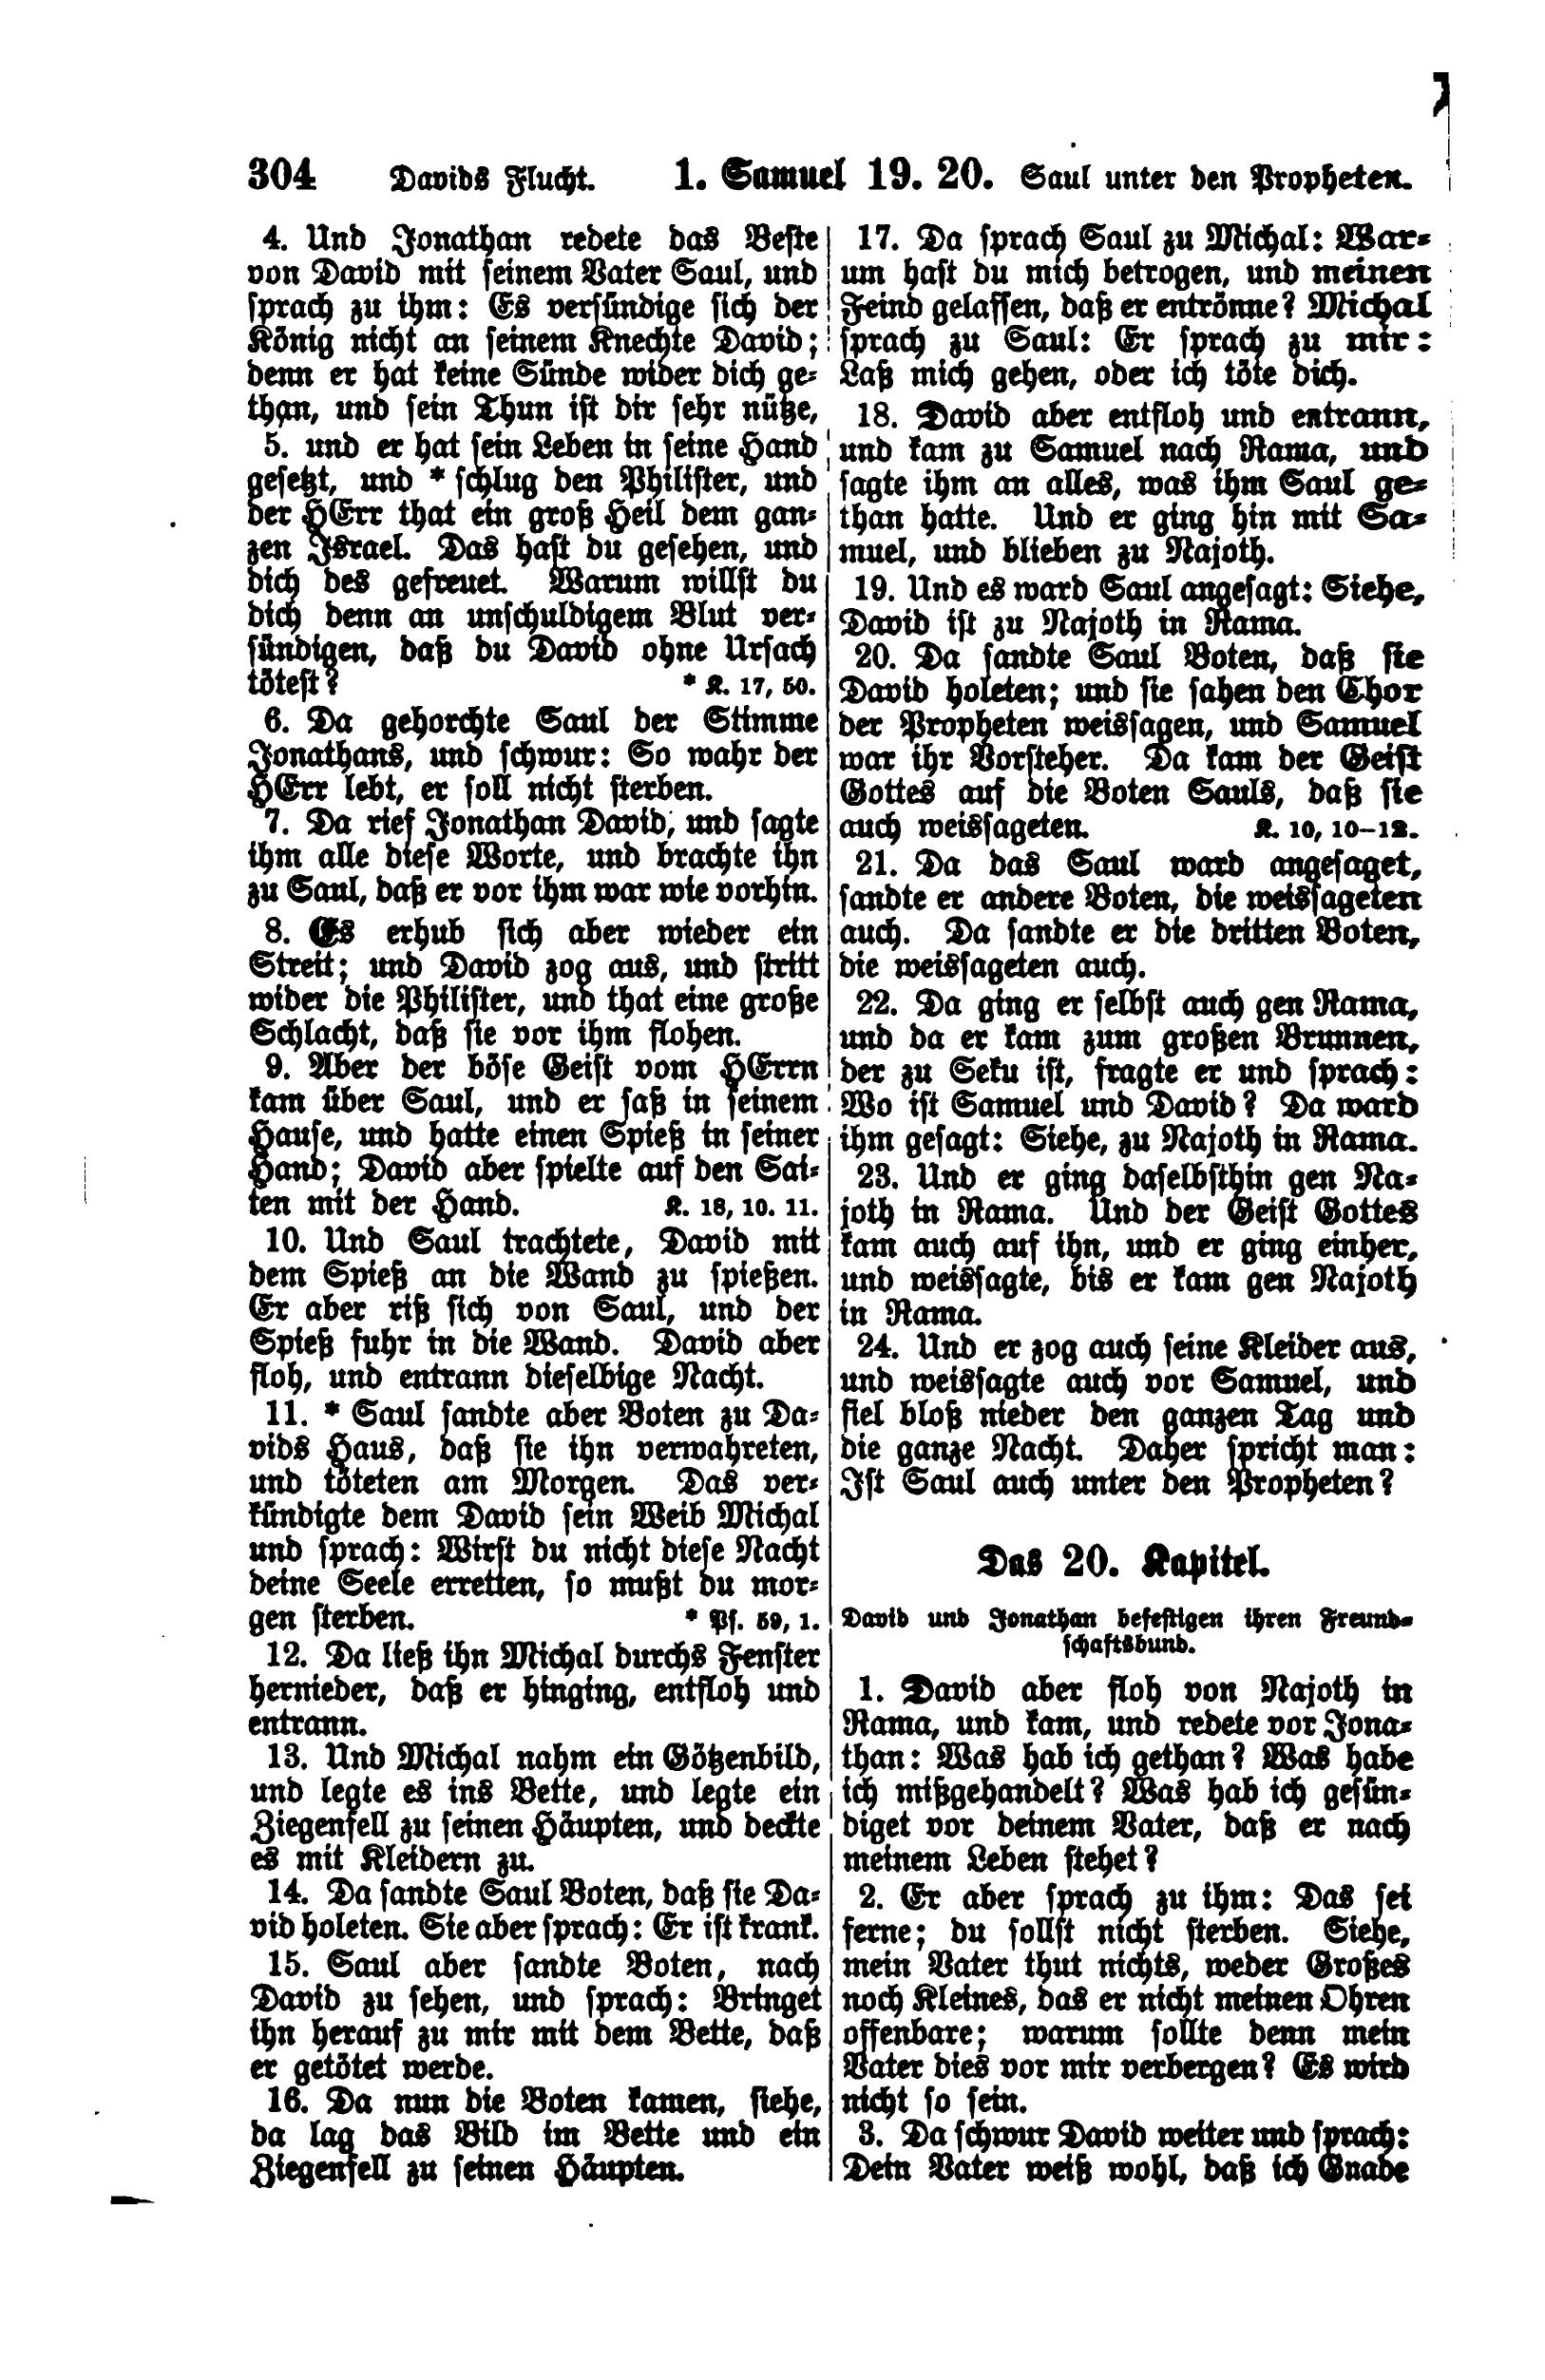 304 Davids Flucht. 1. Samuel 19. 20. Saul unter den Propheten.
4. Und Jonathan redete das Beste
von David mit seinem Vater Saul, und
sprach zu ihm: Es versündige sich der
König nicht an seinem Knechte David;
denn er hat keine Sünde wider dich ge-
than, und sein Thun ist dir sehr nütze,
5. und er hat sein Leben in seine Hand
gesetzt, und * schlug den Philister, und
der HErr that ein groß Heil dem gan-
zen Israel. Das hast du gesehen, und
dich des gefreuet. Warum willst du
dich denn an unschuldigem Blut ver-
sündigen, daß du David ohne Ursach
tötest? * K. 17, 50.
6. Da gehorchte Saul der Stimme
Jonathans, und schwur: So wahr der
HErr lebt, er soll nicht sterben.
7. Da rief Jonathan David, und sagte
ihm alle diese Worte, und brachte ihn
zu Saul, daß er vor ihm war wie vorhin.
8. Es erhub sich aber wieder ein
Streit; und David zog aus, und stritt
wider die Philister, und that eine große
Schlacht, daß sie vor ihm flohen.
9. Aber der böse Geist vom HErrn
kam über Saul, und er saß in seinem
Hause, und hatte einen Spieß in seiner
Hand; David aber spielte auf den Sai-
ten mit der Hand. K. 18, 10. 11.
10. Und Saul trachtete, David mit
dem Spieß an die Wand zu spießen.
Er aber riß sich von Saul, und der
Spieß fuhr in die Wand. David aber
floh, und entrann dieselbige Nacht.
11. * Saul sandte aber Boten zu Da-
vids Haus, daß sie ihn verwahreten,
und töteten am Morgen. Das ver-
kündigte dem David sein Weib Michal
und sprach: Wirst du nicht diese Nacht
deine Seele erretten, so mußt du mor-
gen sterben. * Ps. 59, 1.
12. Da ließ ihn Michal durchs Fenster
hernieder, daß er hinging, entfloh und
entrann.
13. Und Michal nahm ein Götzenbild,
und legte es ins Bette, und legte ein
Ziegenfell zu seinen Häupten, und deckte
es mit Kleidern zu.
14. Da sandte Saul Boten, daß sie Da-
vid holeten. Sie aber sprach: Er ist krank.
15. Saul aber sandte Boten, nach
David zu sehen, und sprach: Bringet
ihn herauf zu mir mit dem Bette, daß
er getötet werde.
16. Da nun die Boten kamen, siehe,
da lag das Bild im Bette und ein
Ziegenfell zu seinen Häupten.
17. Da sprach Saul zu Michal: War-
um hast du mich betrogen, und meinen
Feind gelassen, daß er entrönne? Michal
sprach zu Saul: Er sprach zu mir:
Laß mich gehen, oder ich töte dich.
18. David aber entfloh und entrann,
und kam zu Samuel nach Rama, und
sagte ihm an alles, was ihm Saul ge-
than hatte. Und er ging hin mit Sa-
muel, und blieben zu Najoth.
19. Und es ward Saul angesagt: Siehe,
David ist zu Najoth in Rama.
20. Da sandte Saul Boten, daß sie
David holeten; und sie sahen den Chor
der Propheten weissagen, und Samuel
war ihr Vorsteher. Da kam der Geist
Gottes auf die Boten Sauls, daß sie
auch weissageten. K. 10, 10–12.
21. Da das Saul ward angesaget,
sandte er andere Boten, die weissageten
auch. Da sandte er die dritten Boten,
die weissageten auch.
22. Da ging er selbst auch gen Rama,
und da er kam zum großen Brunnen,
der zu Seku ist, fragte er und sprach:
Wo ist Samuel und David? Da ward
ihm gesagt: Siehe, zu Najoth in Rama.
23. Und er ging daselbsthin gen Na-
joth in Rama. Und der Geist Gottes
kam auch auf ihn, und er ging einher,
und weissagte, bis er kam gen Najoth
in Rama.
24. Und er zog auch seine Kleider aus,
und weissagte auch vor Samuel, und
fiel bloß nieder den ganzen Tag und
die ganze Nacht. Daher spricht man:
Ist Saul auch unter den Propheten?
Das 20. Kapitel.
David und Jonathan befestigen ihren Freund-
schaftsbund.
1. David aber floh von Najoth in
Rama, und kam, und redete vor Jona-
than: Was hab ich gethan? Was habe
ich mißgehandelt? Was hab ich gesün-
diget vor deinem Vater, daß er nach
meinem Leben stehet?
2. Er aber sprach zu ihm: Das sei
ferne; du sollst nicht sterben. Siehe,
mein Vater thut nichts, weder Großes
noch Kleines, das er nicht meinen Ohren
offenbare; warum sollte denn mein
Vater dies vor mir verbergen? Es wird
nicht so sein.
3. Da schwur David weiter und sprach:
Dein Vater weiß wohl, daß ich Gnade